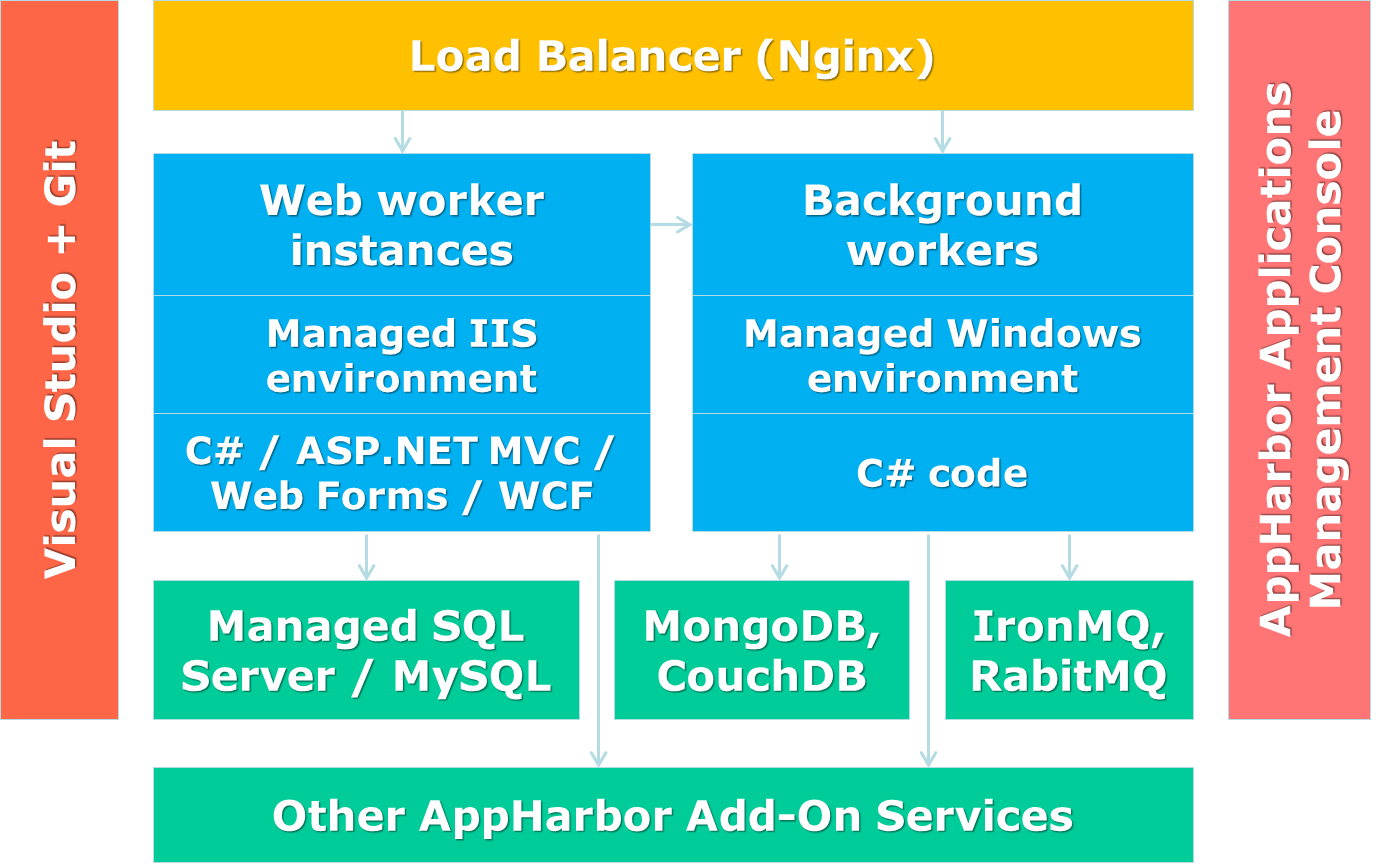 Visual Studio + Git
Load Balancer (Nginx)
Web worker
instances
Managed IIS
environment
C# / ASP.NET MVC /
Web Forms / WCF
Background
workers
Managed Windows
environment
C# code
Managed SQL
Server / MySQL
MongoDB,
CouchDB
IronMQ,
RabitMQ
Other AppHarbor Add-On Services
AppHarbor Applications
Management Console